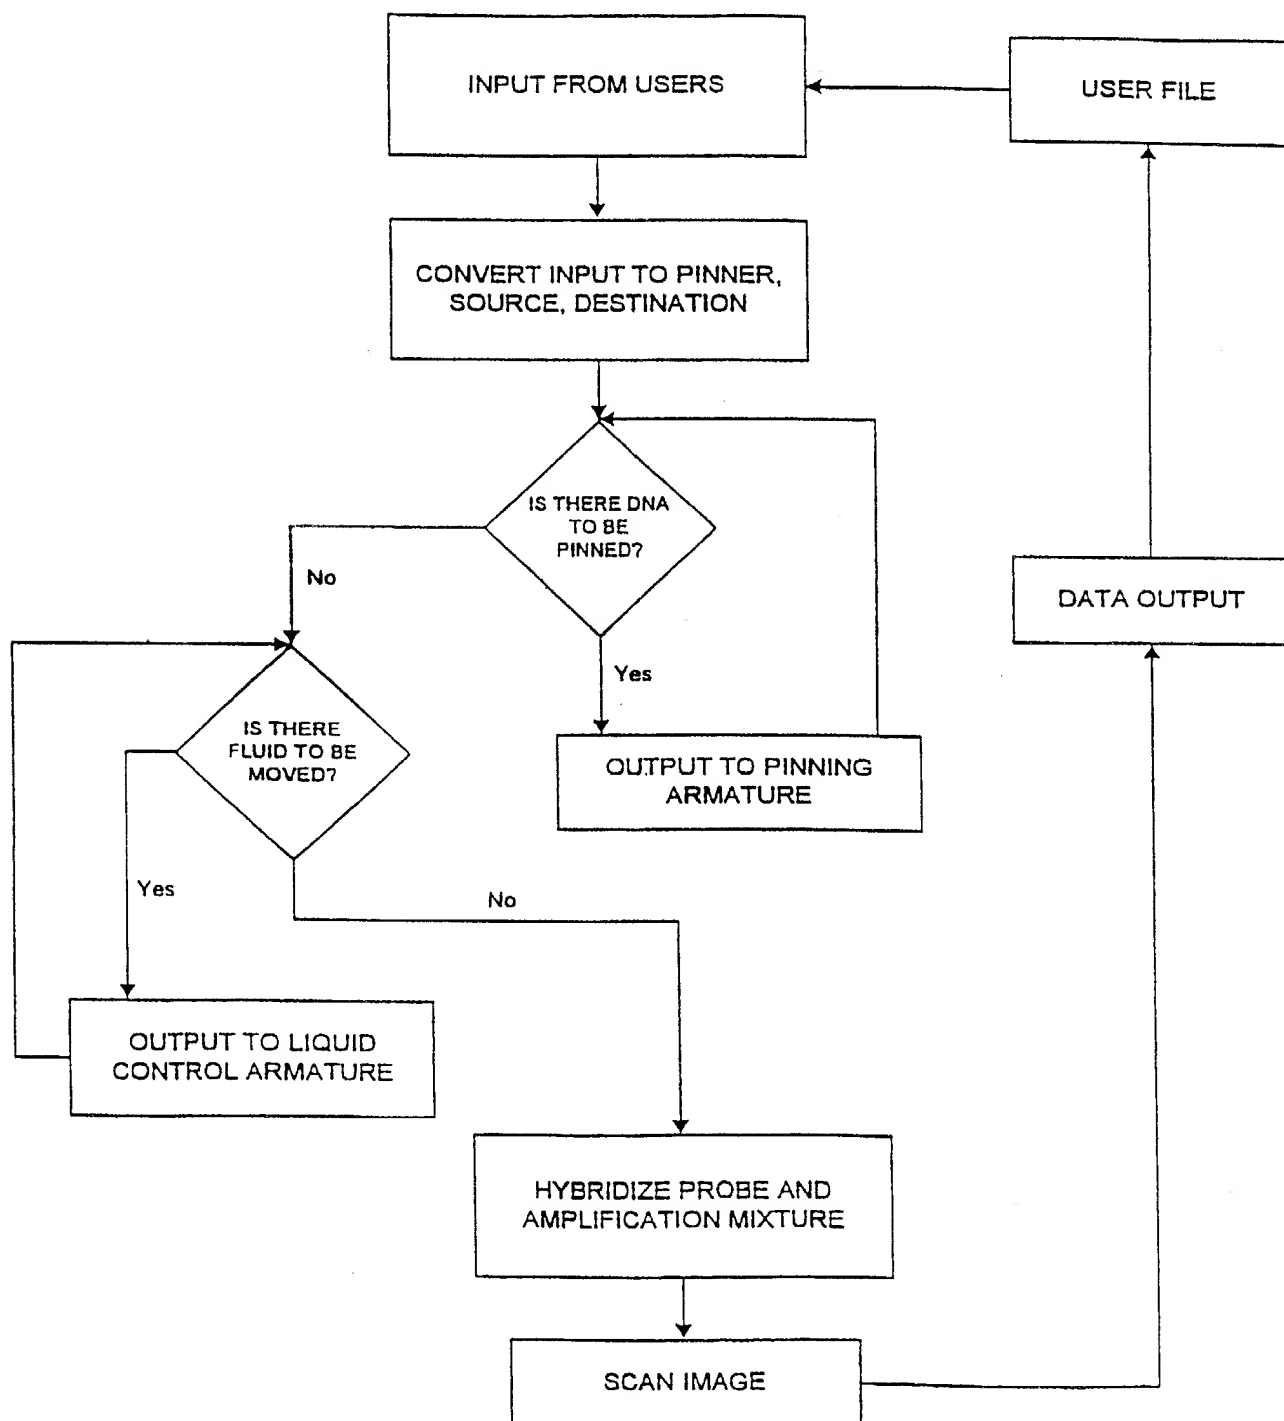 INPUT FROM USERS
USER FILE
CONVERT INPUT TO PINNER,
SOURCE, DESTINATION
IS THERE DNA
TO BE
PINNED?
No
Yes
DATA OUTPUT
IS THERE
FLUID TO BE
MOVED?
OUTPUT TO PINNING
ARMATURE
Yes
No
OUTPUT TO LIQUID
CONTROL ARMATURE
HYBRIDIZE PROBE AND
AMPLIFICATION MIXTURE
SCAN IMAGE